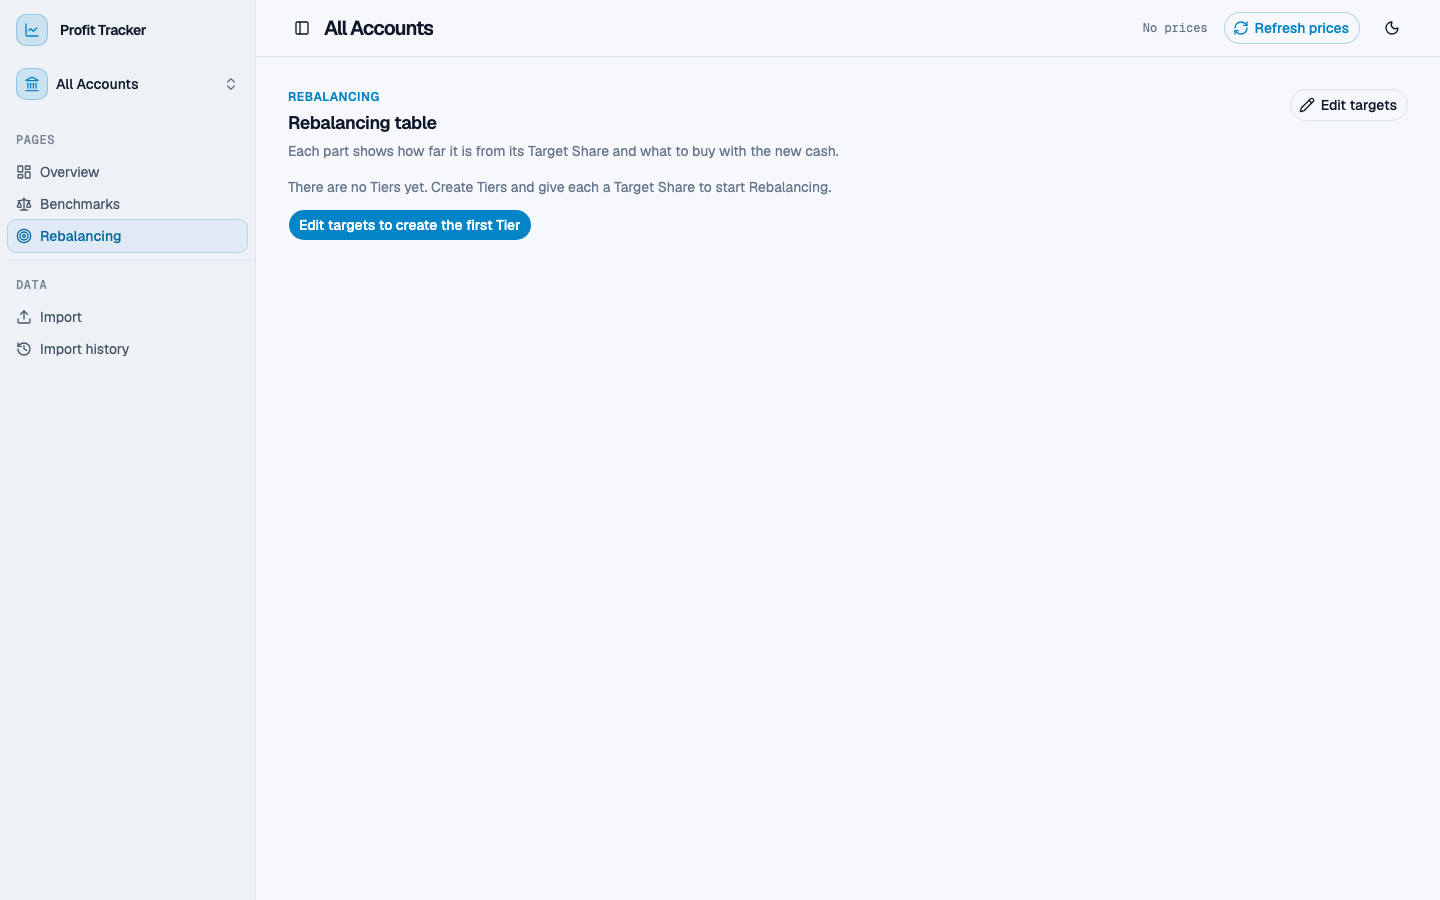 Profit Tracker
All Accounts
PAGES
Overview
Benchmarks
Rebalancing
DATA
Import
Import history
All Accounts
No prices
Refresh prices
REBALANCING
Rebalancing table
Each part shows how far it is from its Target Share and what to buy with the new cash.
Edit targets
There are no Tiers yet. Create Tiers and give each a Target Share to start Rebalancing.
Edit targets to create the first Tier